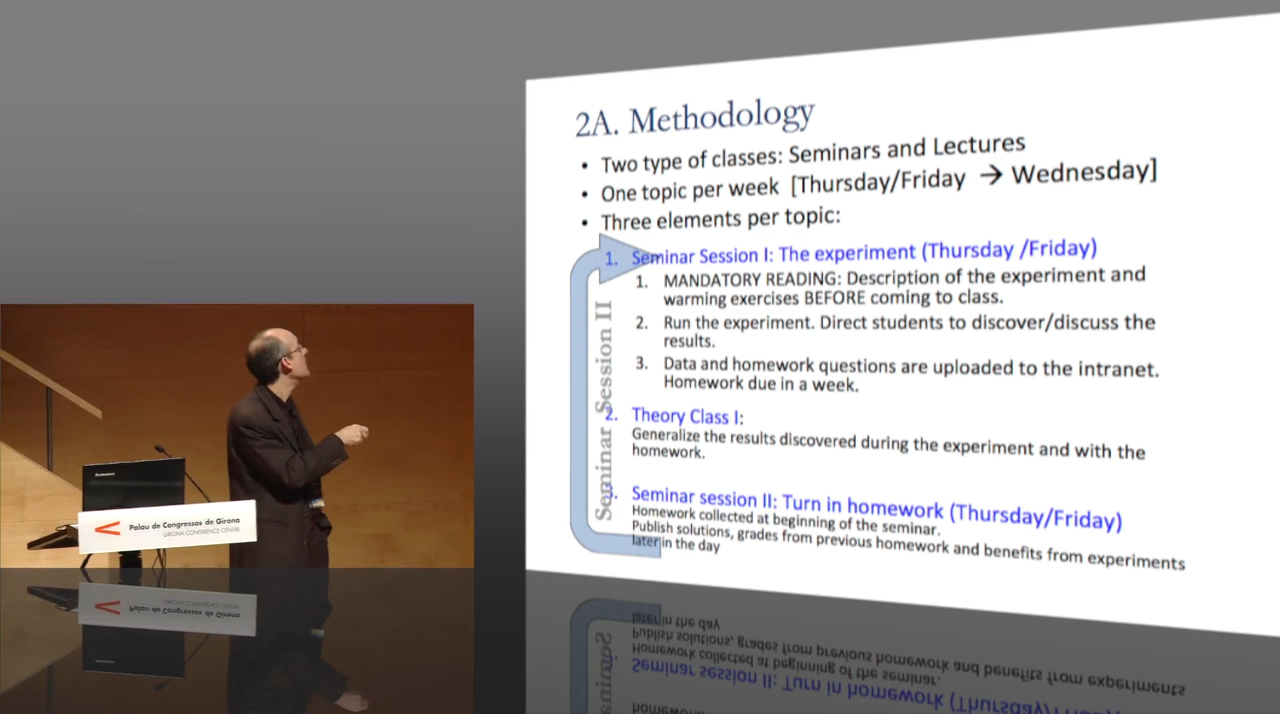 2A. Methodology
• Two type of classes: Seminars and Lectures
• One topic per week [Thursday/Friday → Wednesday]
• Three elements per topic:
1. Seminar Session I: The experiment (Thursday /Friday)
1. MANDATORY READING: Description of the experiment and
warming exercises BEFORE coming to class.
2. Run the experiment. Direct students to discover/discuss the
results.
3. Data and homework questions are uploaded to the intranet.
Homework due in a week.
2. Theory Class I:
Generalize the results discovered during the experiment and with the
homework.
3. Seminar session II: Turn in homework (Thursday/Friday)
Homework collected at beginning of the seminar.
Publish solutions, grades from previous homework and benefits from experiments
later in the day
Seminar Session II
Palau de Congressos de Girona
GIRONA CONFERENCE CENTRE